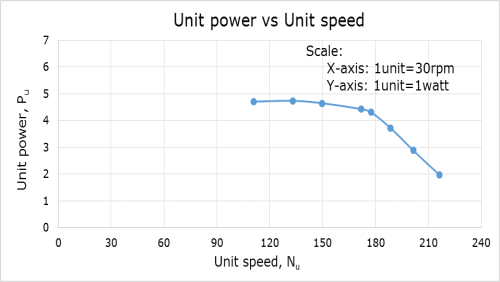 Unit power vs Unit speed
Scale:
X-axis: 1unit=30rpm
Y-axis: 1unit=1watt
Unit power, Pu
7
6
5
4
3
2
1
0
0 30 60 90 120 150 180 210 240
Unit speed, Nu